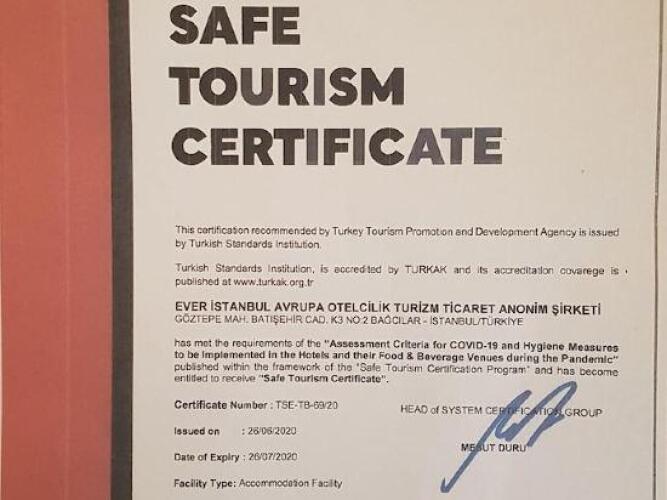 SAFE
TOURISM
CERTIFICATE
This certification recommended by Turkey Tourism Promotion and Development Agency is issued
by Turkish Standards Institution.
Turkish Standards Institution, is accredited by TURKAK and its accreditation covarege is
published at www.turkak.org.tr
EVER İSTANBUL AVRUPA OTELCİLİK TURİZM TİCARET ANONİM ŞİRKETİ
GÖZTEPE MAH. BATIŞEHİR CAD. K3 NO:2 BAĞCILAR - İSTANBUL/TÜRKİYE
has met the requirements of the "Assessment Criteria for COVID-19 and Hygiene Measures
to be Implemented in the Hotels and their Food & Beverage Venues during the Pandemic"
published within the framework of the "Safe Tourism Certification Program" and has become
entitled to receive "Safe Tourism Certificate".
Certificate Number : TSE-TB-69/20
HEAD of SYSTEM CERTIFICATION GROUP
Issued on : 26/06/2020
MESUT DURU
Date of Expiry : 26/07/2020
Facility Type: Accommodation Facility